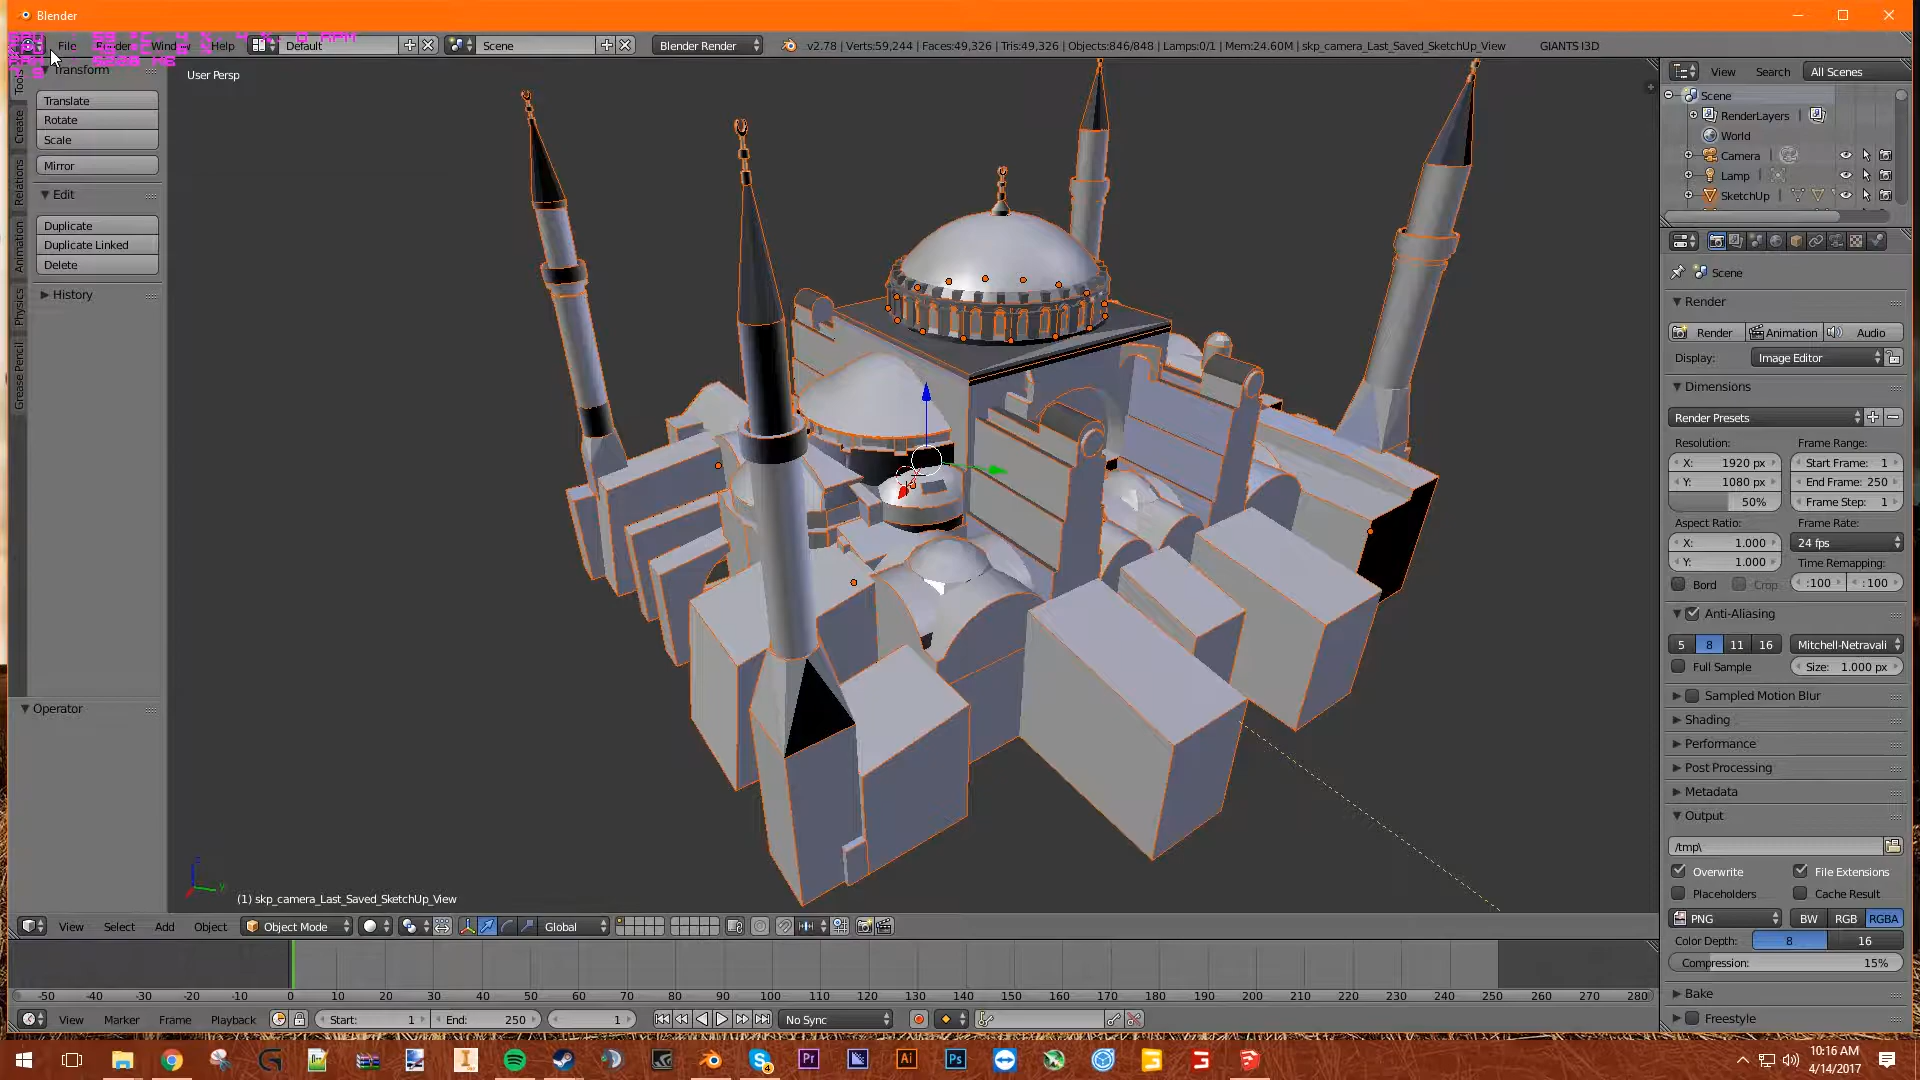 Blender
File Render Window Help Default Scene Blender Render v2.78 | Verts:59,244 | Faces:49,326 | Tris:49,326 | Objects:846/848 | Lamps:0/1 | Mem:24.60M | skp_camera_Last_Saved_SketchUp_View GIANTS I3D
Transform
User Persp
View Search All Scenes
Tools
Create
Relations
Animation
Physics
Grease Pencil
Translate
Rotate
Scale
Mirror
Edit
Duplicate
Duplicate Linked
Delete
History
Operator
Scene
RenderLayers
World
Camera
Lamp
SketchUp
Scene
Render
Render Animation Audio
Display: Image Editor
Dimensions
Render Presets
Resolution: Frame Range:
X: 1920 px Start Frame: 1
Y: 1080 px End Frame: 250
50% Frame Step: 1
Aspect Ratio: Frame Rate:
X: 1.000 24 fps
Y: 1.000 Time Remapping:
Bord Crop :100 :100
Anti-Aliasing
5 8 11 16 Mitchell-Netravali
Full Sample Size: 1.000 px
Sampled Motion Blur
Shading
Performance
Post Processing
Metadata
Output
/tmp\
Overwrite File Extensions
Placeholders Cache Result
PNG BW RGB RGBA
Color Depth: 8 16
Compression: 15%
Bake
Freestyle
(1) skp_camera_Last_Saved_SketchUp_View
View Select Add Object Object Mode Global
-50 -40 -30 -20 -10 0 10 20 30 40 50 60 70 80 90 100 110 120 130 140 150 160 170 180 190 200 210 220 230 240 250 260 270 280
View Marker Frame Playback Start: 1 End: 250 1 No Sync
10:16 AM
4/14/2017